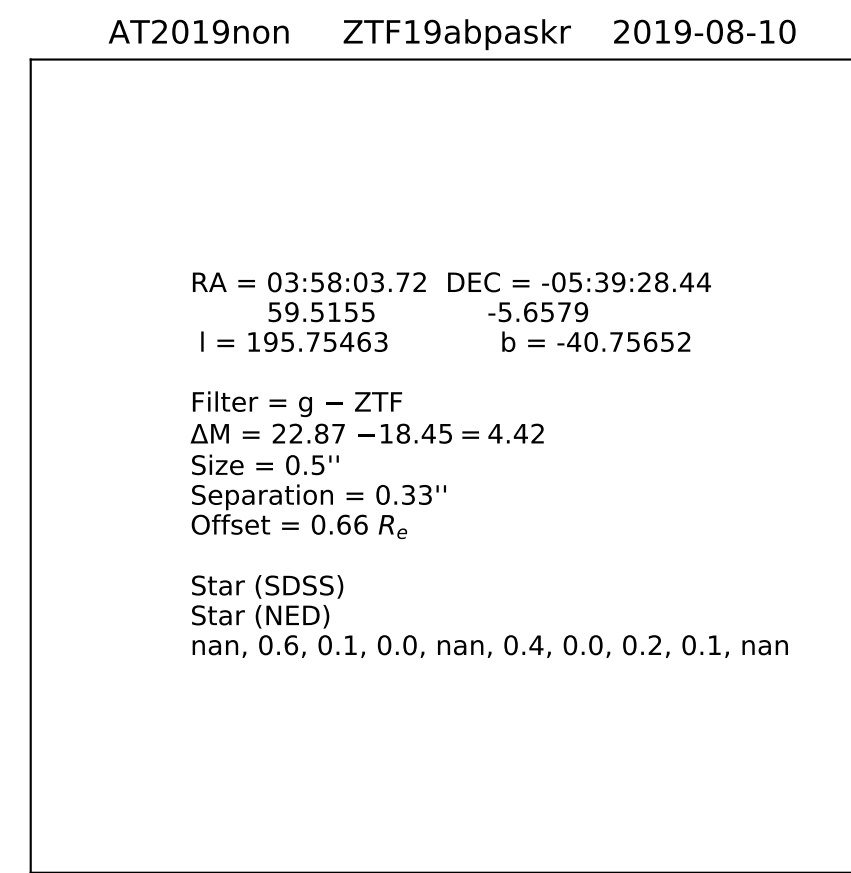 AT2019non ZTF19abpaskr 2019-08-10
RA = 03:58:03.72 DEC = -05:39:28.44
59.5155 -5.6579
l = 195.75463 b = -40.75652
Filter = g − ZTF
ΔM = 22.87 −18.45 = 4.42
Size = 0.5''
Separation = 0.33''
Offset = 0.66 Re
Star (SDSS)
Star (NED)
nan, 0.6, 0.1, 0.0, nan, 0.4, 0.0, 0.2, 0.1, nan